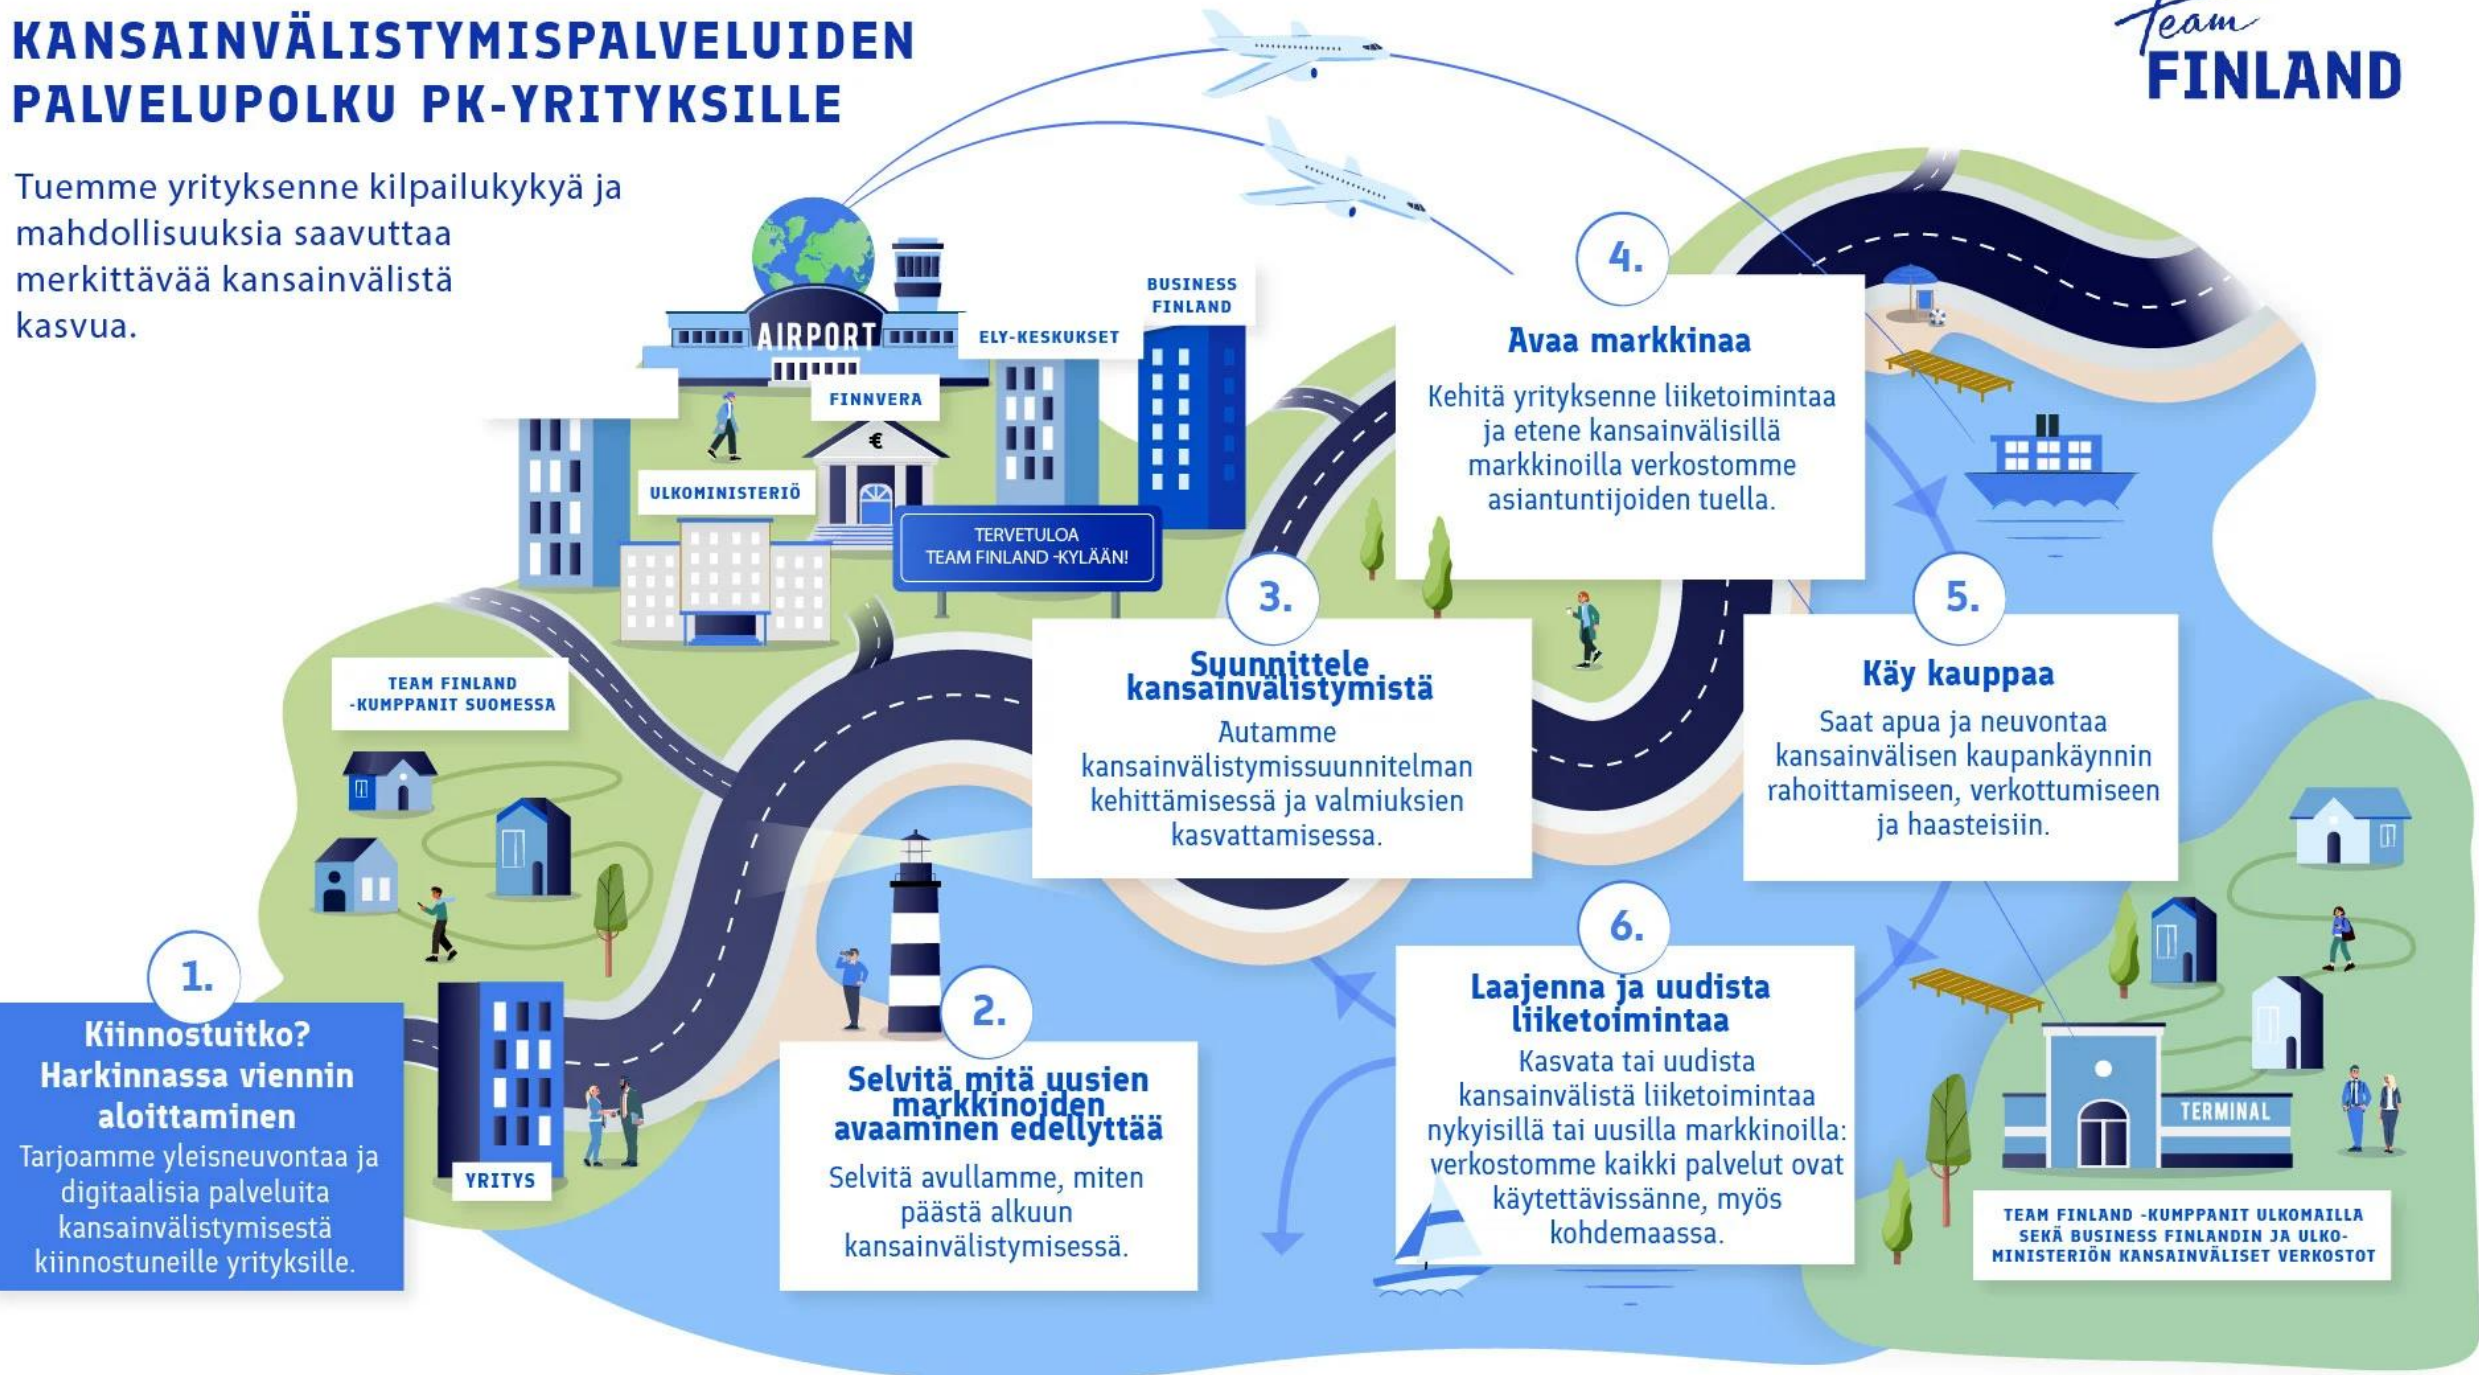 KANSAINVÄLISTYMISPALVELUIDEN
PALVELUPOLKU PK-YRITYKSILLE
Team
FINLAND
Tuemme yrityksenne kilpailukykyä ja
mahdollisuuksia saavuttaa
merkittävää kansainvälistä
kasvua.
AIRPORT
BUSINESS
FINLAND
ELY-KESKUKSET
FINNVERA
€
ULKOMINISTERIÖ
TERVETULOA
TEAM FINLAND -KYLÄÄN!
TEAM FINLAND
-KUMPPANIT SUOMESSA
1.
Kiinnostuitko?
Harkinnassa viennin
aloittaminen
Tarjoamme yleisneuvontaa ja
digitaalisia palveluita
kansainvälistymisestä
kiinnostuneille yrityksille.
YRITYS
2.
Selvitä mitä uusien
markkinoiden
avaaminen edellyttää
Selvitä avullamme, miten
päästä alkuun
kansainvälistymisessä.
3.
Suunnittele
kansainvälistymistä
Autamme
kansainvälistymissuunnitelman
kehittämisessä ja valmiuksien
kasvattamisessa.
4.
Avaa markkinaa
Kehitä yrityksenne liiketoimintaa
ja etene kansainvälisillä
markkinoilla verkostomme
asiantuntijoiden tuella.
5.
Käy kauppaa
Saat apua ja neuvontaa
kansainvälisen kaupankäynnin
rahoittamiseen, verkottumiseen
ja haasteisiin.
6.
Laajenna ja uudista
liiketoimintaa
Kasvata tai uudista
kansainvälistä liiketoimintaa
nykyisillä tai uusilla markkinoilla:
verkostomme kaikki palvelut ovat
käytettävissänne, myös
kohdemaassa.
TERMINAL
TEAM FINLAND -KUMPPANIT ULKOMAILLA
SEKÄ BUSINESS FINLANDIN JA ULKO-
MINISTERIÖN KANSAINVÄLISET VERKOSTOT